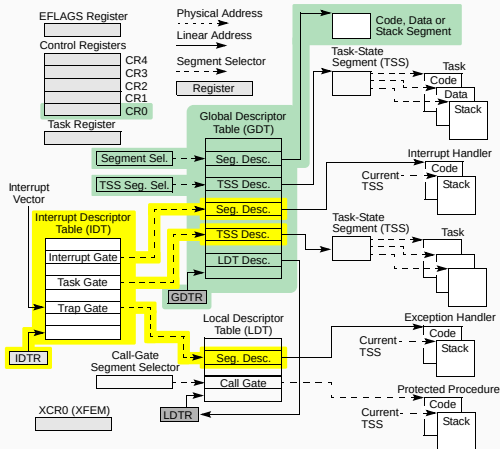 EFLAGS Register
Control Registers
CR4
CR3
CR2
CR1
CR0
Task Register
Physical Address
Linear Address
Segment Selector
Register
Code, Data or
Stack Segment
Task-State
Segment (TSS)
Task
Code
Data
Stack
Global Descriptor
Table (GDT)
Segment Sel.
Seg. Desc.
TSS Seg. Sel.
TSS Desc.
Interrupt Handler
Code
Current
TSS
Stack
Interrupt
Vector
Interrupt Descriptor
Table (IDT)
Seg. Desc.
TSS Desc.
Interrupt Gate
LDT Desc.
Task Gate
GDTR
Trap Gate
Task-State
Segment (TSS)
Task
Local Descriptor
Table (LDT)
Exception Handler
Code
Current
TSS
Stack
IDTR
Call-Gate
Segment Selector
Seg. Desc.
Call Gate
Protected Procedure
Code
Current
TSS
Stack
XCR0 (XFEM)
LDTR